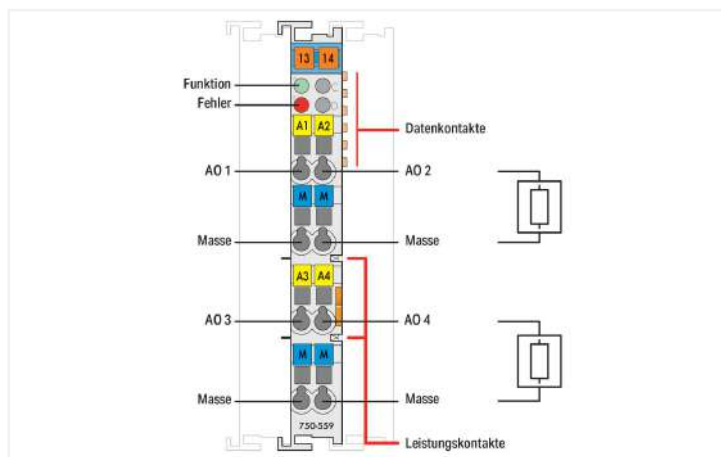 13 14
Funktion
Fehler
A1 A2
Datenkontakte
AO 1 AO 2
M M
Masse Masse
A3 A4
AO 3 AO 4
M M
Masse Masse
750-559
Leistungskontakte